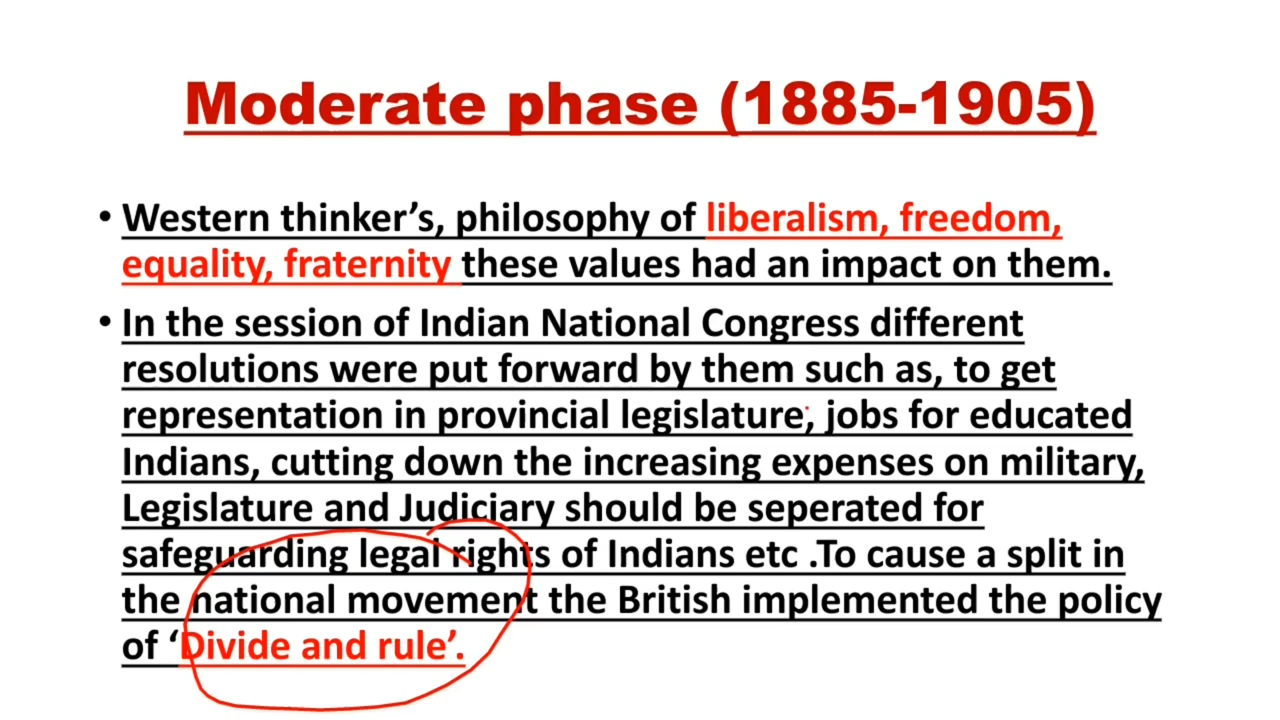 Moderate phase (1885-1905)
• Western thinker’s, philosophy of liberalism, freedom,
equality, fraternity these values had an impact on them.
• In the session of Indian National Congress different
resolutions were put forward by them such as, to get
representation in provincial legislature, jobs for educated
Indians, cutting down the increasing expenses on military,
Legislature and Judiciary should be seperated for
safeguarding legal rights of Indians etc .To cause a split in
the national movement the British implemented the policy
of ‘Divide and rule’.